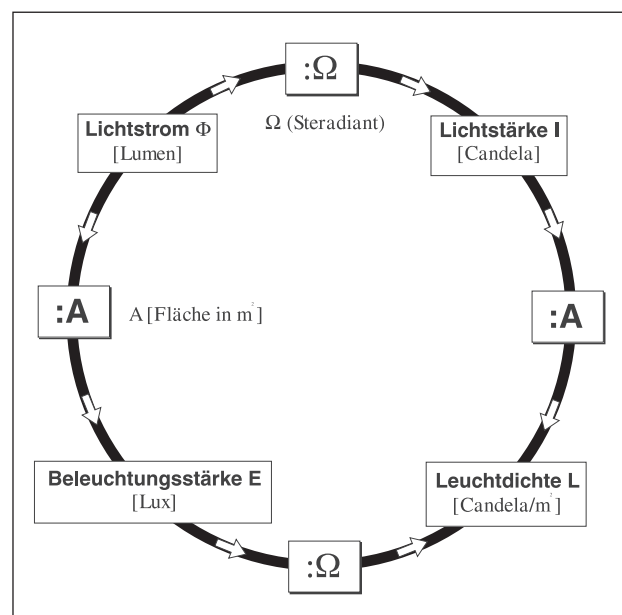 :Ω
Ω (Steradiant)
Lichtstrom Φ
[Lumen]
Lichtstärke I
[Candela]
:A
A [Fläche in m²]
:A
Beleuchtungsstärke E
[Lux]
Leuchtdichte L
[Candela/m²]
:Ω